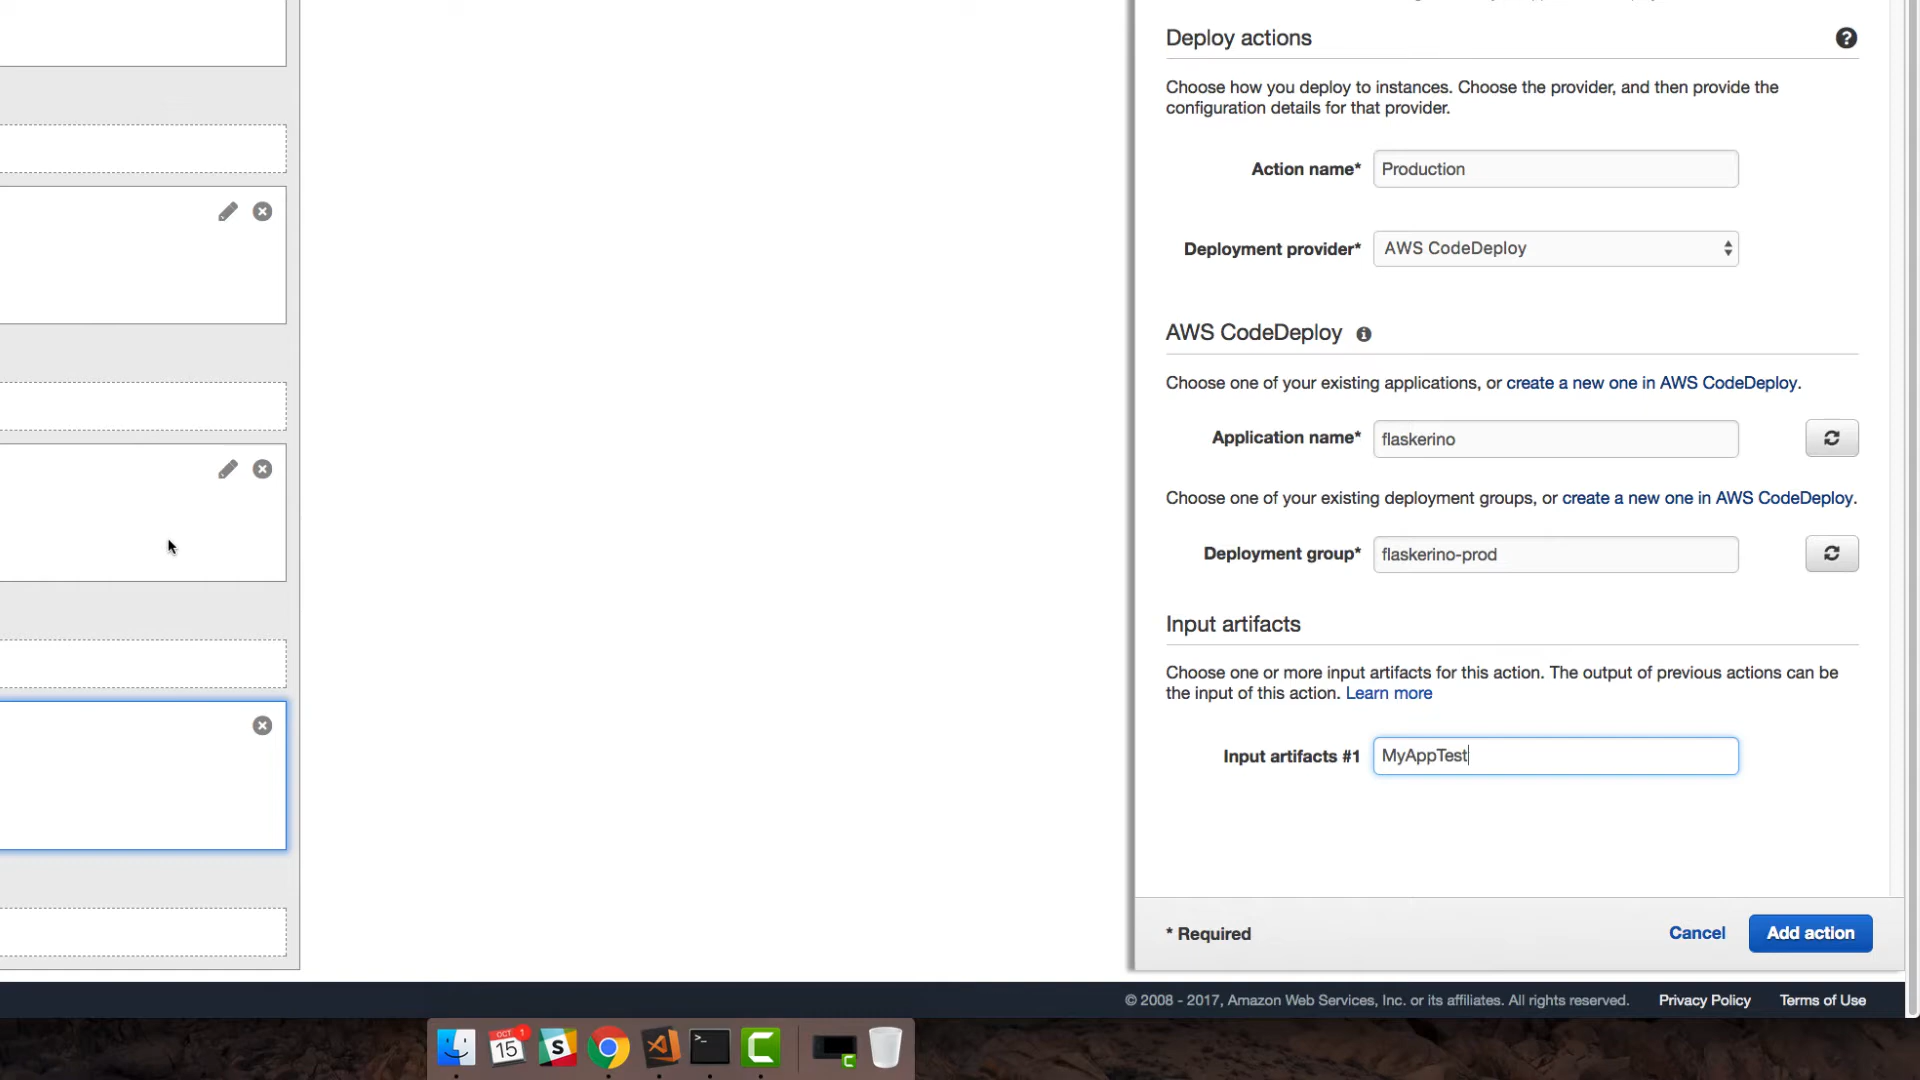 Deploy actions
Choose how you deploy to instances. Choose the provider, and then provide the
configuration details for that provider.
Action name* Production
Deployment provider* AWS CodeDeploy
AWS CodeDeploy
Choose one of your existing applications, or create a new one in AWS CodeDeploy.
Application name* flaskerino
Choose one of your existing deployment groups, or create a new one in AWS CodeDeploy.
Deployment group* flaskerino-prod
Input artifacts
Choose one or more input artifacts for this action. The output of previous actions can be
the input of this action. Learn more
Input artifacts #1 MyAppTest
* Required Cancel Add action
© 2008 - 2017, Amazon Web Services, Inc. or its affiliates. All rights reserved. Privacy Policy Terms of Use
OCT 1
15
S
>_
C